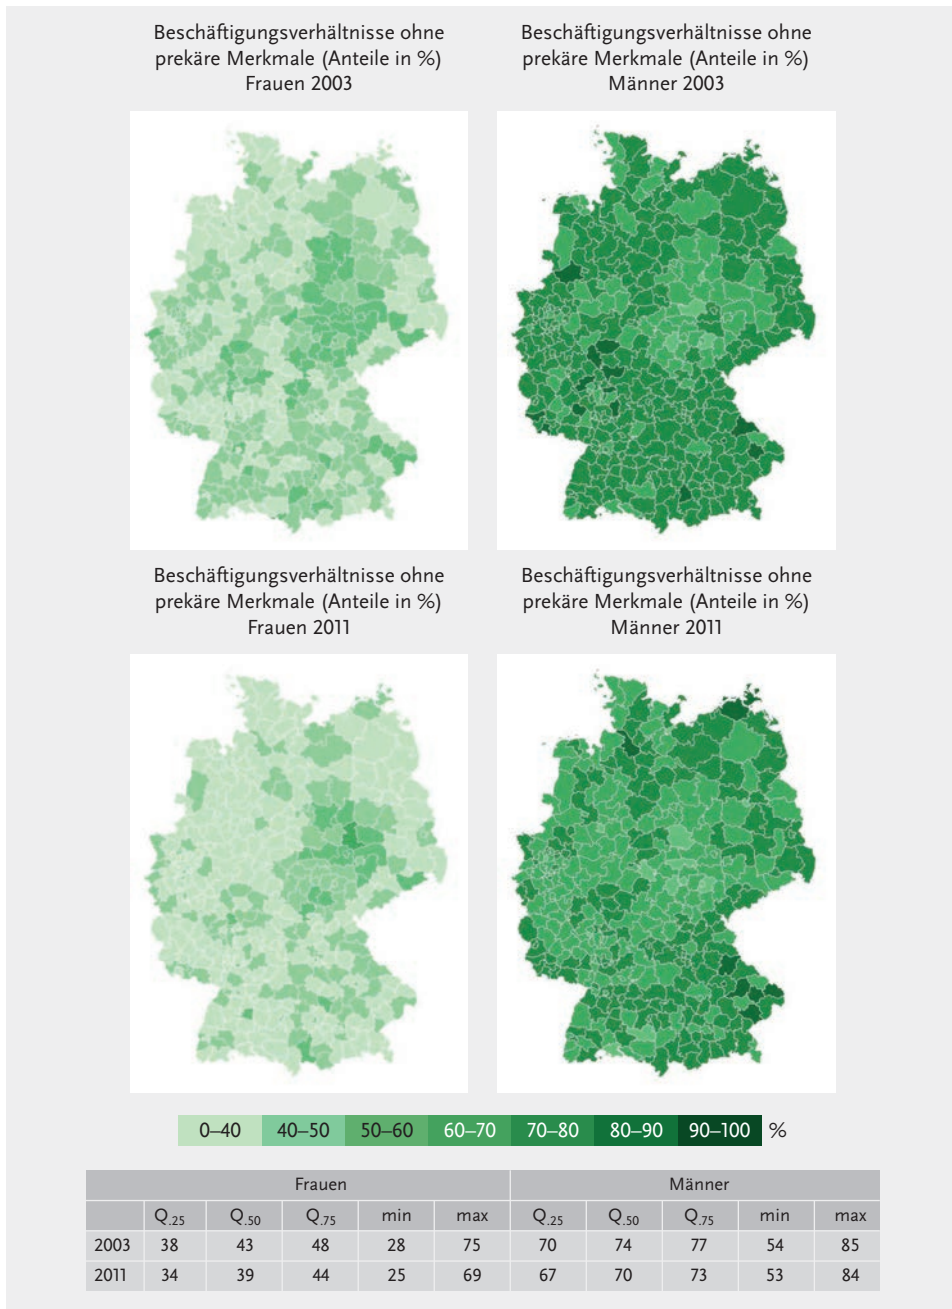 Beschäftigungsverhältnisse ohne
prekäre Merkmale (Anteile in %)
Frauen 2003
Beschäftigungsverhältnisse ohne
prekäre Merkmale (Anteile in %)
Männer 2003
Beschäftigungsverhältnisse ohne
prekäre Merkmale (Anteile in %)
Frauen 2011
Beschäftigungsverhältnisse ohne
prekäre Merkmale (Anteile in %)
Männer 2011
0–40 40–50 50–60 60–70 70–80 80–90 90–100 %
Frauen Männer
Q.25 Q.50 Q.75 min max Q.25 Q.50 Q.75 min max
2003 38 43 48 28 75 70 74 77 54 85
2011 34 39 44 25 69 67 70 73 53 84